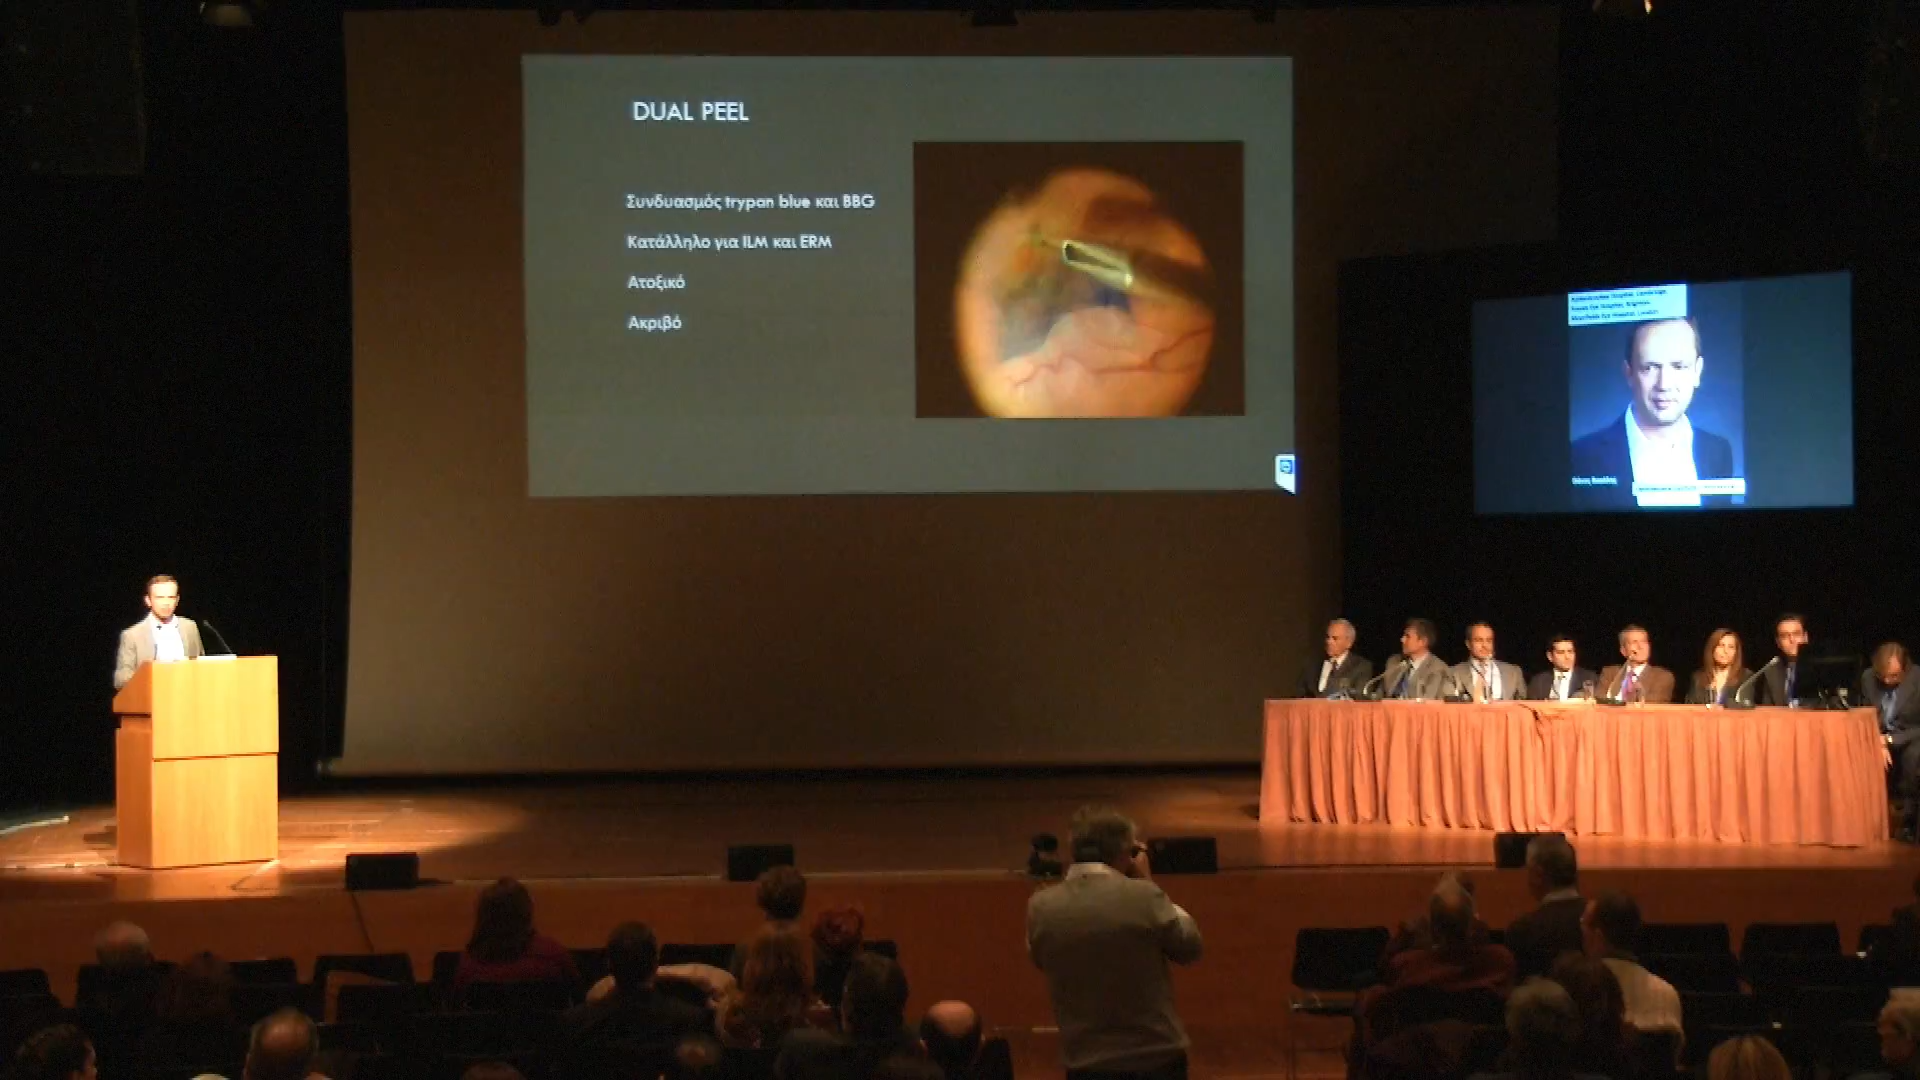 DUAL PEEL
Συνδυασμός trypan blue και BBG
Κατάλληλο για ILM και ERM
Ατοξικό
Ακριβό